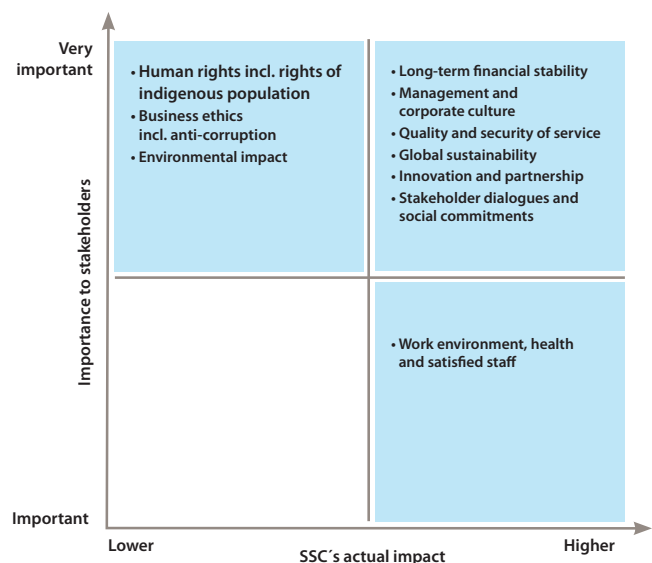 Very
important
• Human rights incl. rights of
indigenous population
• Business ethics
incl. anti-corruption
• Environmental impact
• Long-term financial stability
• Management and
corporate culture
• Quality and security of service
• Global sustainability
• Innovation and partnership
• Stakeholder dialogues and
social commitments
Importance to stakeholders
• Work environment, health
and satisfied staff
Important
Lower
SSC´s actual impact
Higher